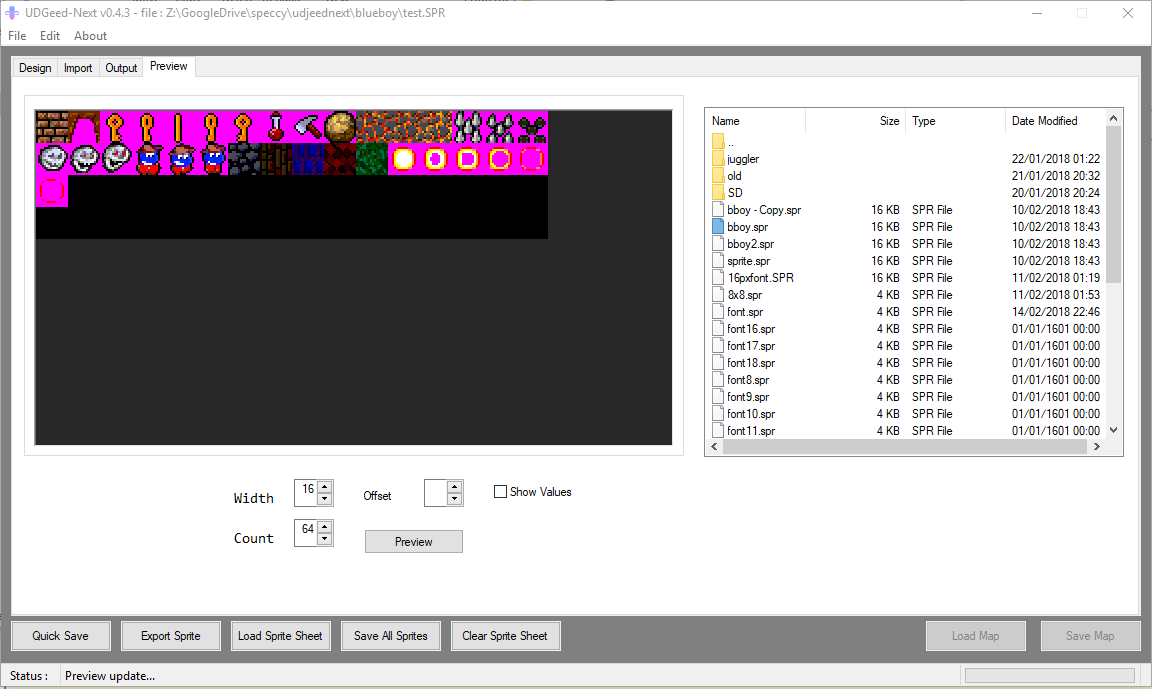 UDGeed-Next v0.4.3 - file : Z:\GoogleDrive\speccy\udjeednext\blueboy\test.SPR
File Edit About
Design Import Output Preview
Name Size Type Date Modified
..
juggler 22/01/2018 01:22
old 21/01/2018 20:32
SD 20/01/2018 20:24
bboy - Copy.spr 16 KB SPR File 10/02/2018 18:43
bboy.spr 16 KB SPR File 10/02/2018 18:43
bboy2.spr 16 KB SPR File 10/02/2018 18:43
sprite.spr 16 KB SPR File 10/02/2018 18:43
16pxfont.SPR 16 KB SPR File 11/02/2018 01:19
8x8.spr 4 KB SPR File 11/02/2018 01:53
font.spr 4 KB SPR File 14/02/2018 22:46
font16.spr 4 KB SPR File 01/01/1601 00:00
font17.spr 4 KB SPR File 01/01/1601 00:00
font18.spr 4 KB SPR File 01/01/1601 00:00
font8.spr 4 KB SPR File 01/01/1601 00:00
font9.spr 4 KB SPR File 01/01/1601 00:00
font10.spr 4 KB SPR File 01/01/1601 00:00
font11.spr 4 KB SPR File 01/01/1601 00:00
Width 16 Offset Show Values
Count 64 Preview
Quick Save Export Sprite Load Sprite Sheet Save All Sprites Clear Sprite Sheet Load Map Save Map
Status : Preview update...